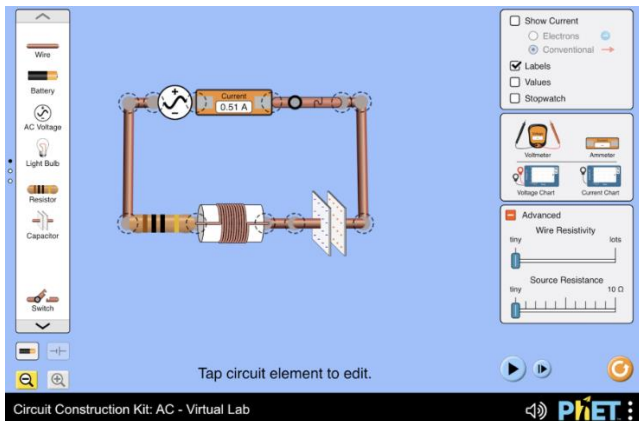 Wire
Battery
AC Voltage
Light Bulb
Resistor
Capacitor
Switch
Current
0.51 A
Tap circuit element to edit.
Show Current
Electrons
Conventional
Labels
Values
Stopwatch
Voltmeter
Ammeter
Voltage Chart
Current Chart
Advanced
Wire Resistivity
tiny
lots
Source Resistance
tiny
10 Ω
Circuit Construction Kit: AC - Virtual Lab
PhET